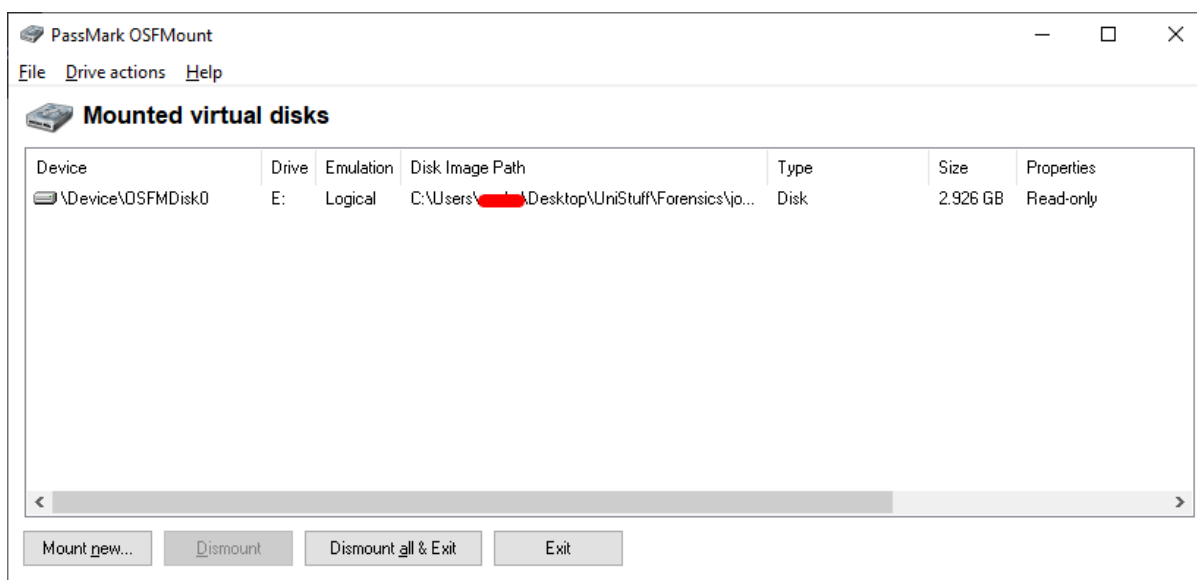 PassMark OSFMount
File Drive actions Help
Mounted virtual disks
Device Drive Emulation Disk Image Path Type Size Properties
\Device\OSFMDisk0 E: Logical C:\Users\ \Desktop\UniStuff\Forensics\jo... Disk 2.926 GB Read-only
Mount new... Dismount Dismount all & Exit Exit